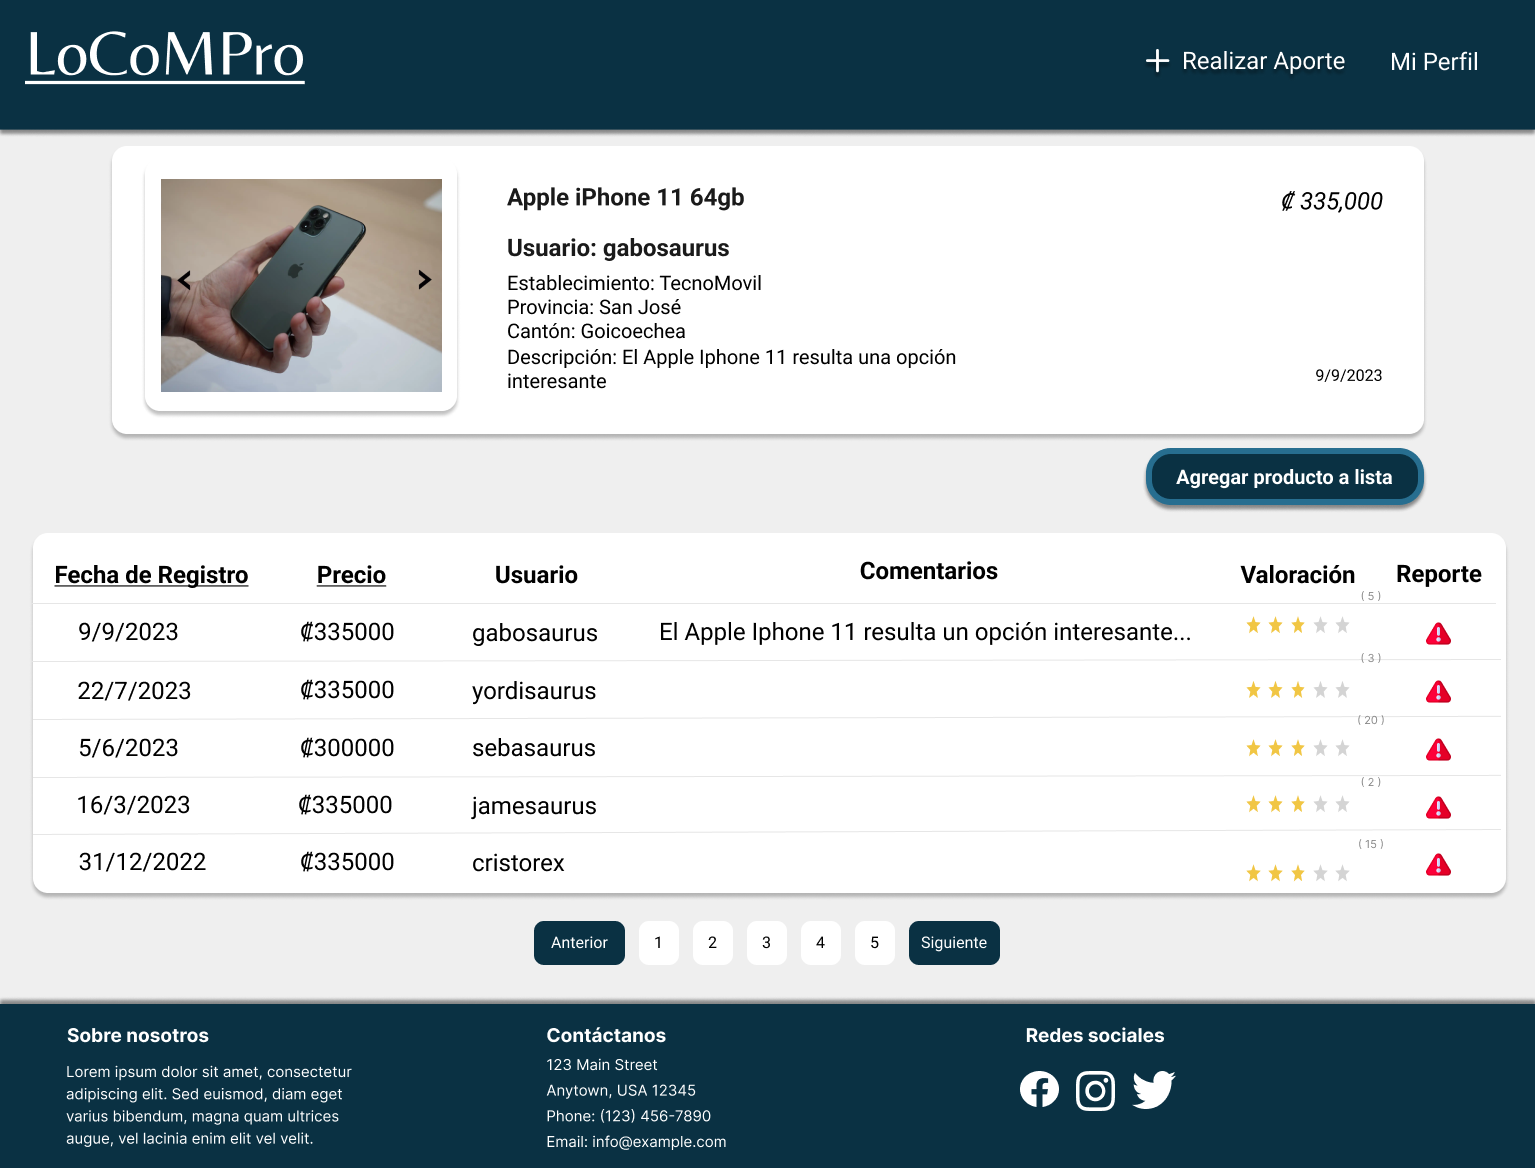 LoCoMPro
Realizar Aporte
Mi Perfil
Apple iPhone 11 64gb
₡ 335,000
Usuario: gabosaurus
Establecimiento: TecnoMovil
Provincia: San José
Cantón: Goicoechea
Descripción: El Apple Iphone 11 resulta una opción
interesante
9/9/2023
Agregar producto a lista
Fecha de Registro Precio Usuario Comentarios Valoración Reporte
( 5 )
9/9/2023 ₡335000 gabosaurus El Apple Iphone 11 resulta un opción interesante...
( 3 )
22/7/2023 ₡335000 yordisaurus
( 20 )
5/6/2023 ₡300000 sebasaurus
( 2 )
16/3/2023 ₡335000 jamesaurus
( 15 )
31/12/2022 ₡335000 cristorex
Anterior 1 2 3 4 5 Siguiente
Sobre nosotros
Lorem ipsum dolor sit amet, consectetur
adipiscing elit. Sed euismod, diam eget
varius bibendum, magna quam ultrices
augue, vel lacinia enim elit vel velit.
Contáctanos
123 Main Street
Anytown, USA 12345
Phone: (123) 456-7890
Email: info@example.com
Redes sociales